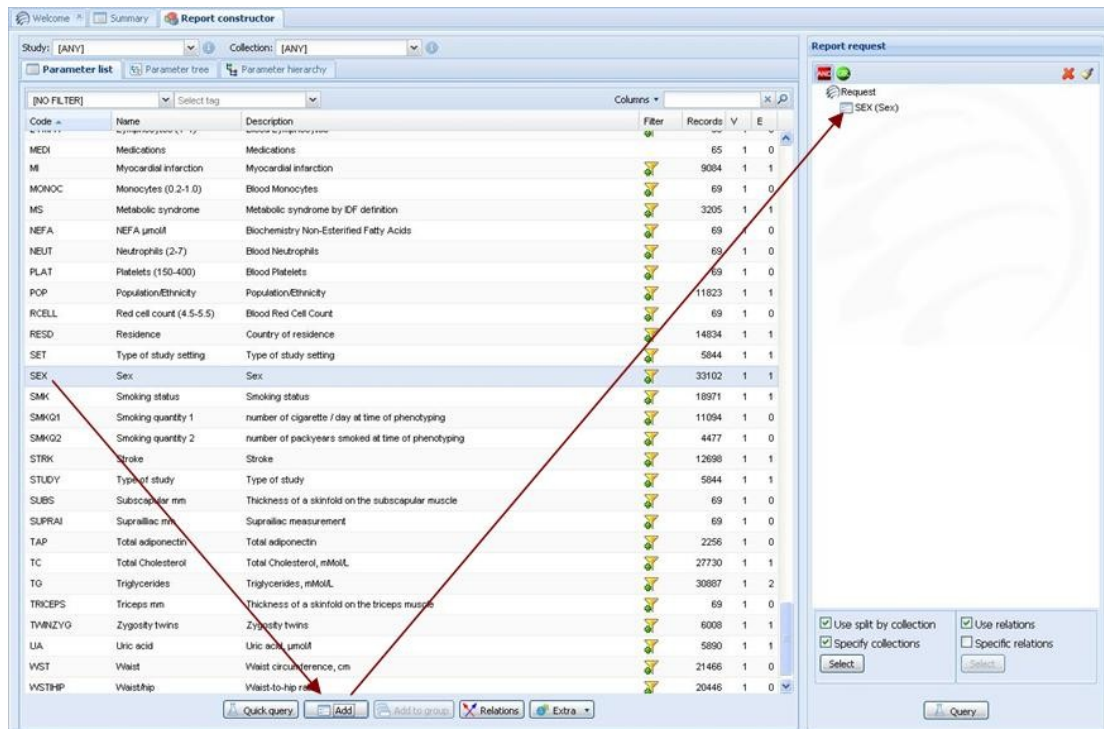 Welcome Summary Report constructor
Study: [ANY] Collection: [ANY]
Parameter list Parameter tree Parameter hierarchy
[NO FILTER] Select tag Columns
Code Name Description Filter Records V E
MEDI Medications Medications 65 1 0
MI Myocardial infarction Myocardial infarction 9084 1 1
MONOC Monocytes (0.2-1.0) Blood Monocytes 69 1 0
MS Metabolic syndrome Metabolic syndrome by IDF definition 3205 1 1
NEFA NEFA µmol/l Biochemistry Non-Esterified Fatty Acids 69 1 0
NEUT Neutrophils (2-7) Blood Neutrophils 69 1 0
PLAT Platelets (150-400) Blood Platelets 69 1 0
POP Population/Ethnicity Population/Ethnicity 11823 1 1
RCELL Red cell count (4.5-5.5) Blood Red Cell Count 69 1 0
RESD Residence Country of residence 14834 1 1
SET Type of study setting Type of study setting 5844 1 1
SEX Sex Sex 33102 1 1
SMK Smoking status Smoking status 18971 1 1
SMKQ1 Smoking quantity 1 number of cigarette / day at time of phenotyping 11094 1 0
SMKQ2 Smoking quantity 2 number of packyears smoked at time of phenotyping 4477 1 0
STRK Stroke Stroke 12698 1 1
STUDY Type of study Type of study 5844 1 1
SUBS Subscapular mm Thickness of a skinfold on the subscapular muscle 69 1 0
SUPRAI Suprailiac mm Suprailiac measurement 69 1 0
TAP Total adiponectin Total adiponectin 2256 1 0
TC Total Cholesterol Total Cholesterol, mMol/L 27730 1 1
TG Triglycerides Triglycerides, mMol/L 30887 1 2
TRICEPS Triceps mm Thickness of a skinfold on the triceps muscle 69 1 0
TWINZYG Zygosity twins Zygosity twins 6008 1 1
UA Uric acid Uric acid, µmol/l 5890 1 1
WST Waist Waist circumference, cm 21466 1 0
WSTIHIP Waist/hip Waist-to-hip 20446 1 0
Quick query Add Add to group Relations Extra
Report request
Request
SEX (Sex)
Use split by collection Use relations
Specify collections Specific relations
Select Select
Query